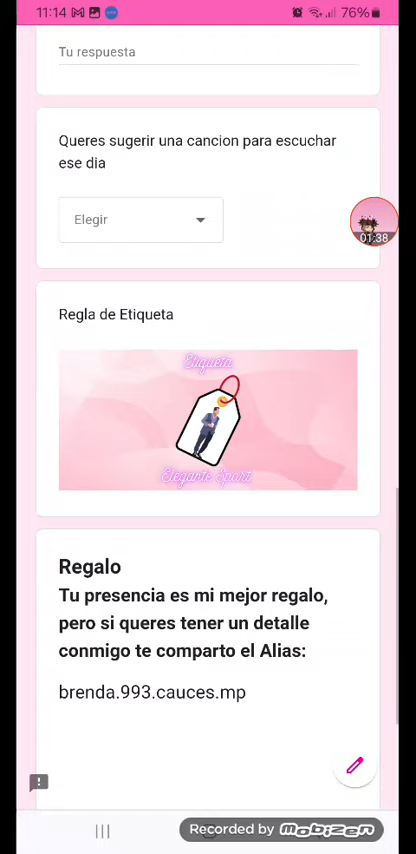 11:14 76%
Tu respuesta
Queres sugerir una cancion para escuchar
ese dia
Elegir
01:38
Regla de Etiqueta
Etiqueta
Elegante Sport
Regalo
Tu presencia es mi mejor regalo,
pero si queres tener un detalle
conmigo te comparto el Alias:
brenda.993.cauces.mp
Recorded by mobizen